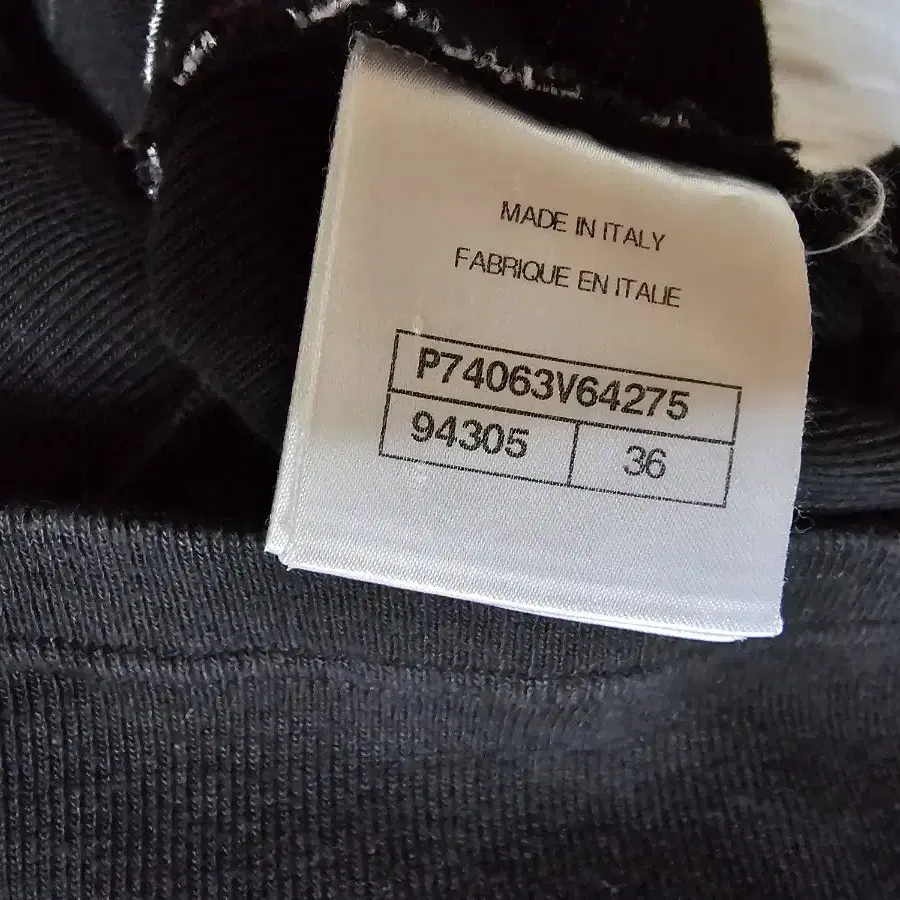 MADE IN ITALY
FABRIQUE EN ITALIE
P74063V64275
94305 36